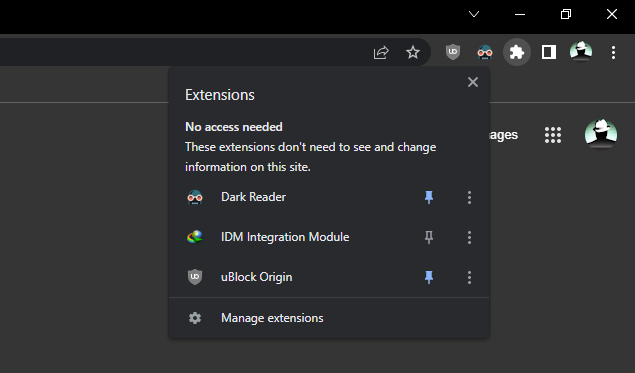 Extensions
No access needed
These extensions don't need to see and change
information on this site.
ages
Dark Reader
IDM Integration Module
uBlock Origin
Manage extensions